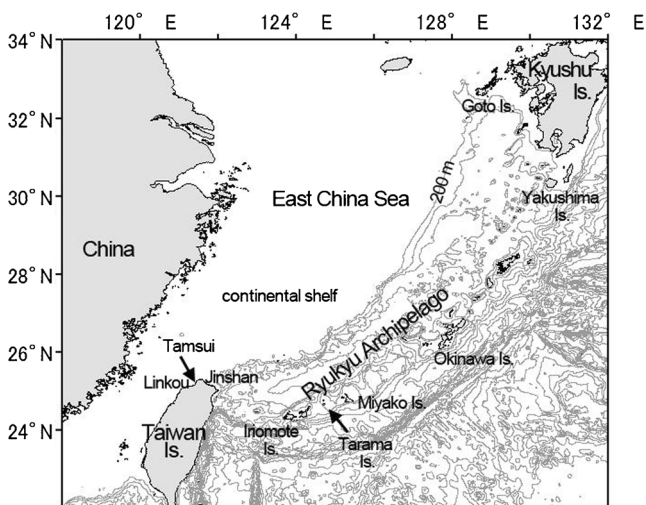 120° E 124° E 128° E 132° E
34° N
Kyushu
Is.
Goto Is.
32° N
200 m
30° N
East China Sea
Yakushima
Is.
China
28° N
continental shelf
Ryukyu Archipelago
Tamsui
26° N
Okinawa Is.
Linkou
Jinshan
Miyako Is.
24° N
Taiwan
Is.
Iriomote
Is.
Tarama
Is.